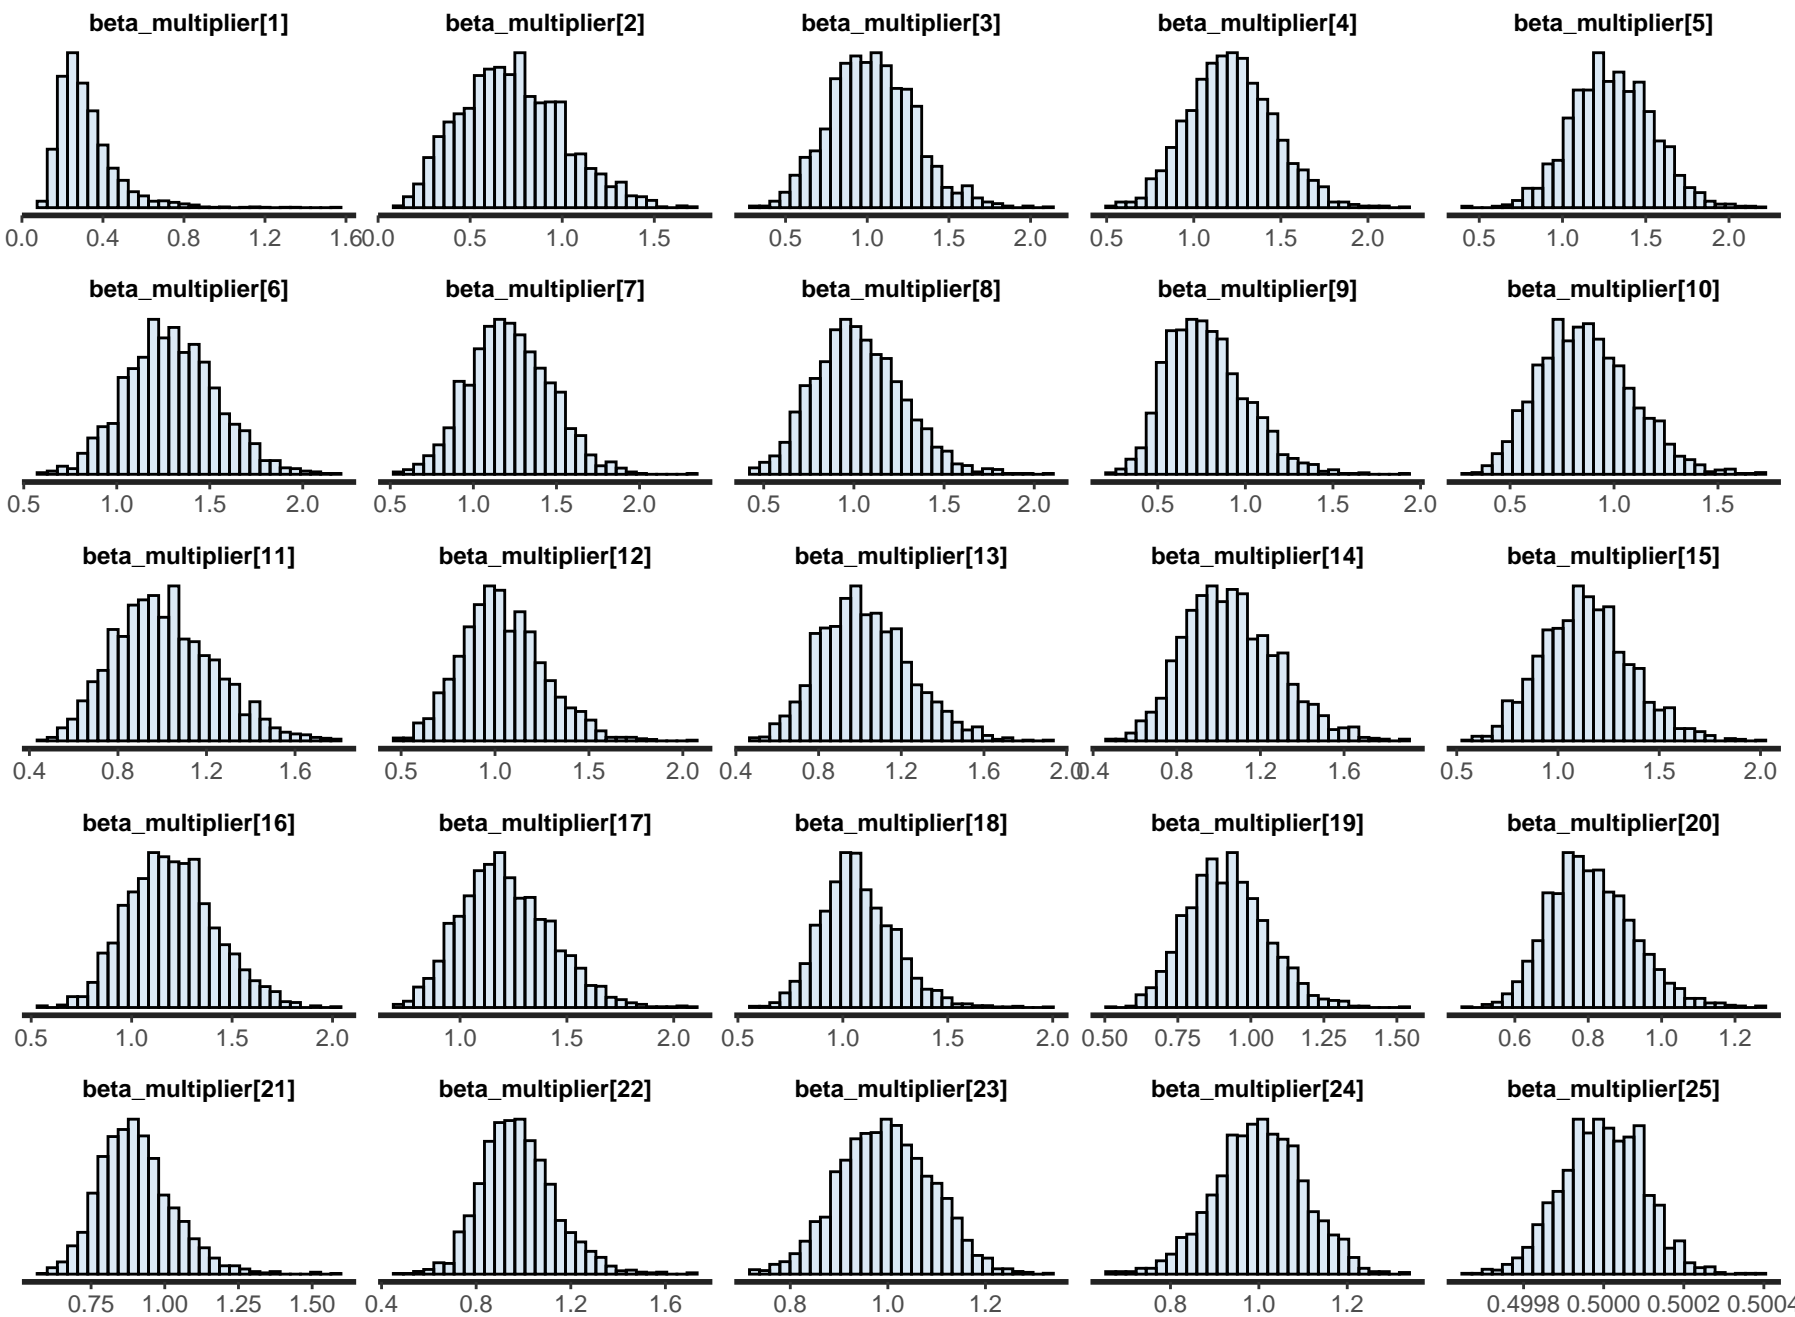 beta_multiplier[1] beta_multiplier[2] beta_multiplier[3] beta_multiplier[4] beta_multiplier[5]
0.0 0.4 0.8 1.2 1.6 0.0 0.5 1.0 1.5 0.5 1.0 1.5 2.0 0.5 1.0 1.5 2.0 0.5 1.0 1.5 2.0
beta_multiplier[6] beta_multiplier[7] beta_multiplier[8] beta_multiplier[9] beta_multiplier[10]
0.5 1.0 1.5 2.0 0.5 1.0 1.5 2.0 0.5 1.0 1.5 2.0 0.5 1.0 1.5 2.0 0.5 1.0 1.5
beta_multiplier[11] beta_multiplier[12] beta_multiplier[13] beta_multiplier[14] beta_multiplier[15]
0.4 0.8 1.2 1.6 0.5 1.0 1.5 2.0 0.4 0.8 1.2 1.6 2.0 0.4 0.8 1.2 1.6 0.5 1.0 1.5 2.0
beta_multiplier[16] beta_multiplier[17] beta_multiplier[18] beta_multiplier[19] beta_multiplier[20]
0.5 1.0 1.5 2.0 1.0 1.5 2.0 0.5 1.0 1.5 2.0 0.50 0.75 1.00 1.25 1.50 0.6 0.8 1.0 1.2
beta_multiplier[21] beta_multiplier[22] beta_multiplier[23] beta_multiplier[24] beta_multiplier[25]
0.75 1.00 1.25 1.50 0.4 0.8 1.2 1.6 0.8 1.0 1.2 0.8 1.0 1.2 0.4998 0.5000 0.5002 0.5004